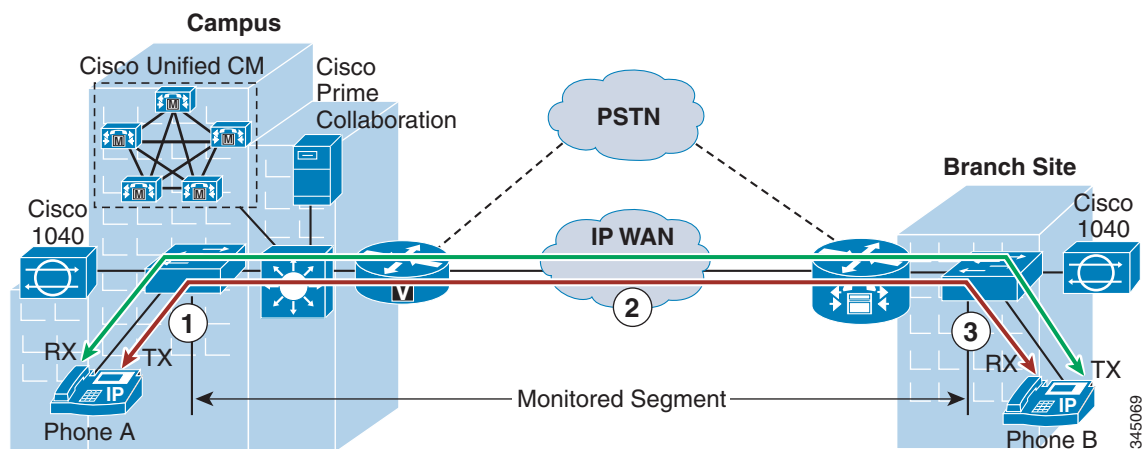 Campus
Cisco Unified CM
Cisco
Prime
Collaboration
M
M
M
M
M
PSTN
Branch Site
Cisco
1040
Cisco
1040
IP WAN
V
1
2
3
RX
TX
RX
TX
IP
IP
Monitored Segment
Phone A
Phone B
345069